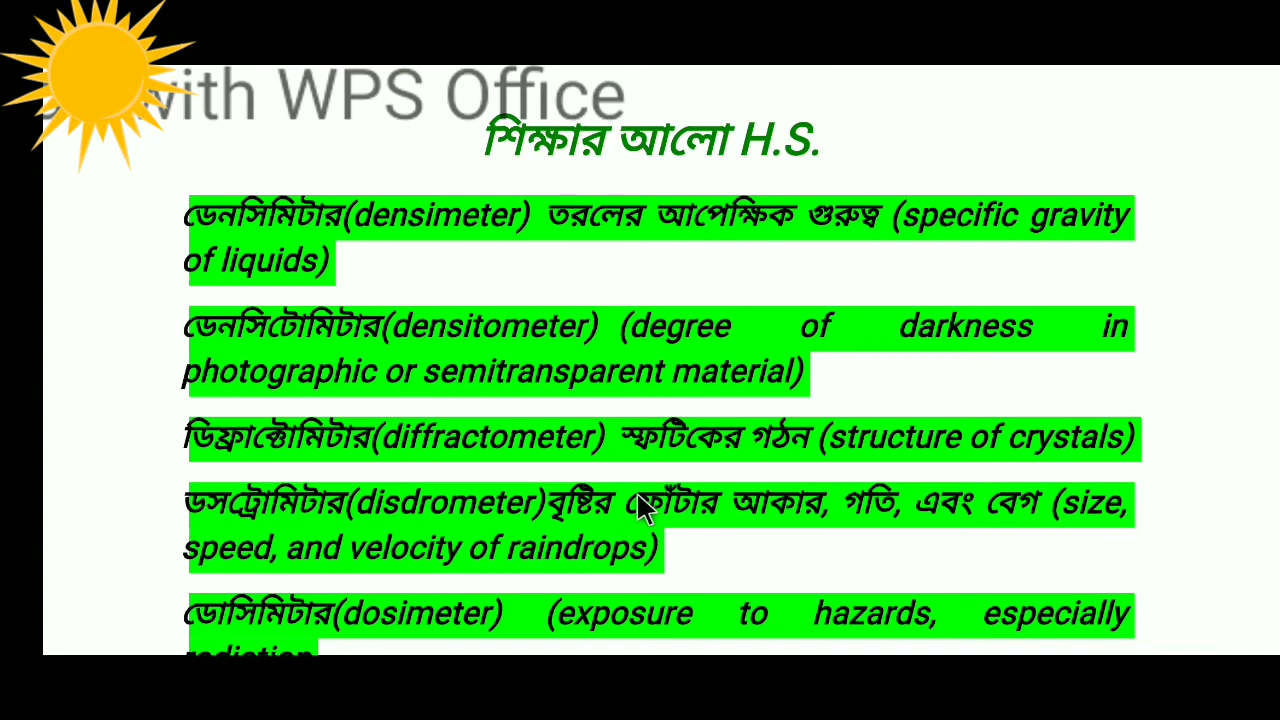 with WPS Office
শিক্ষার আলো H.S.
ডেনসিমিটার(densimeter) তরলের আপেক্ষিক গুরুত্ব (specific gravity
of liquids)
ডেনসিটোমিটার(densitometer) (degree of darkness in
photographic or semitransparent material)
ডিফ্রাক্টোমিটার(diffractometer) স্ফটিকের গঠন (structure of crystals)
ডসট্রোমিটার(disdrometer)বৃষ্টির ফোঁটার আকার, গতি, এবং বেগ (size,
speed, and velocity of raindrops)
ডোসিমিটার(dosimeter) (exposure to hazards, especially